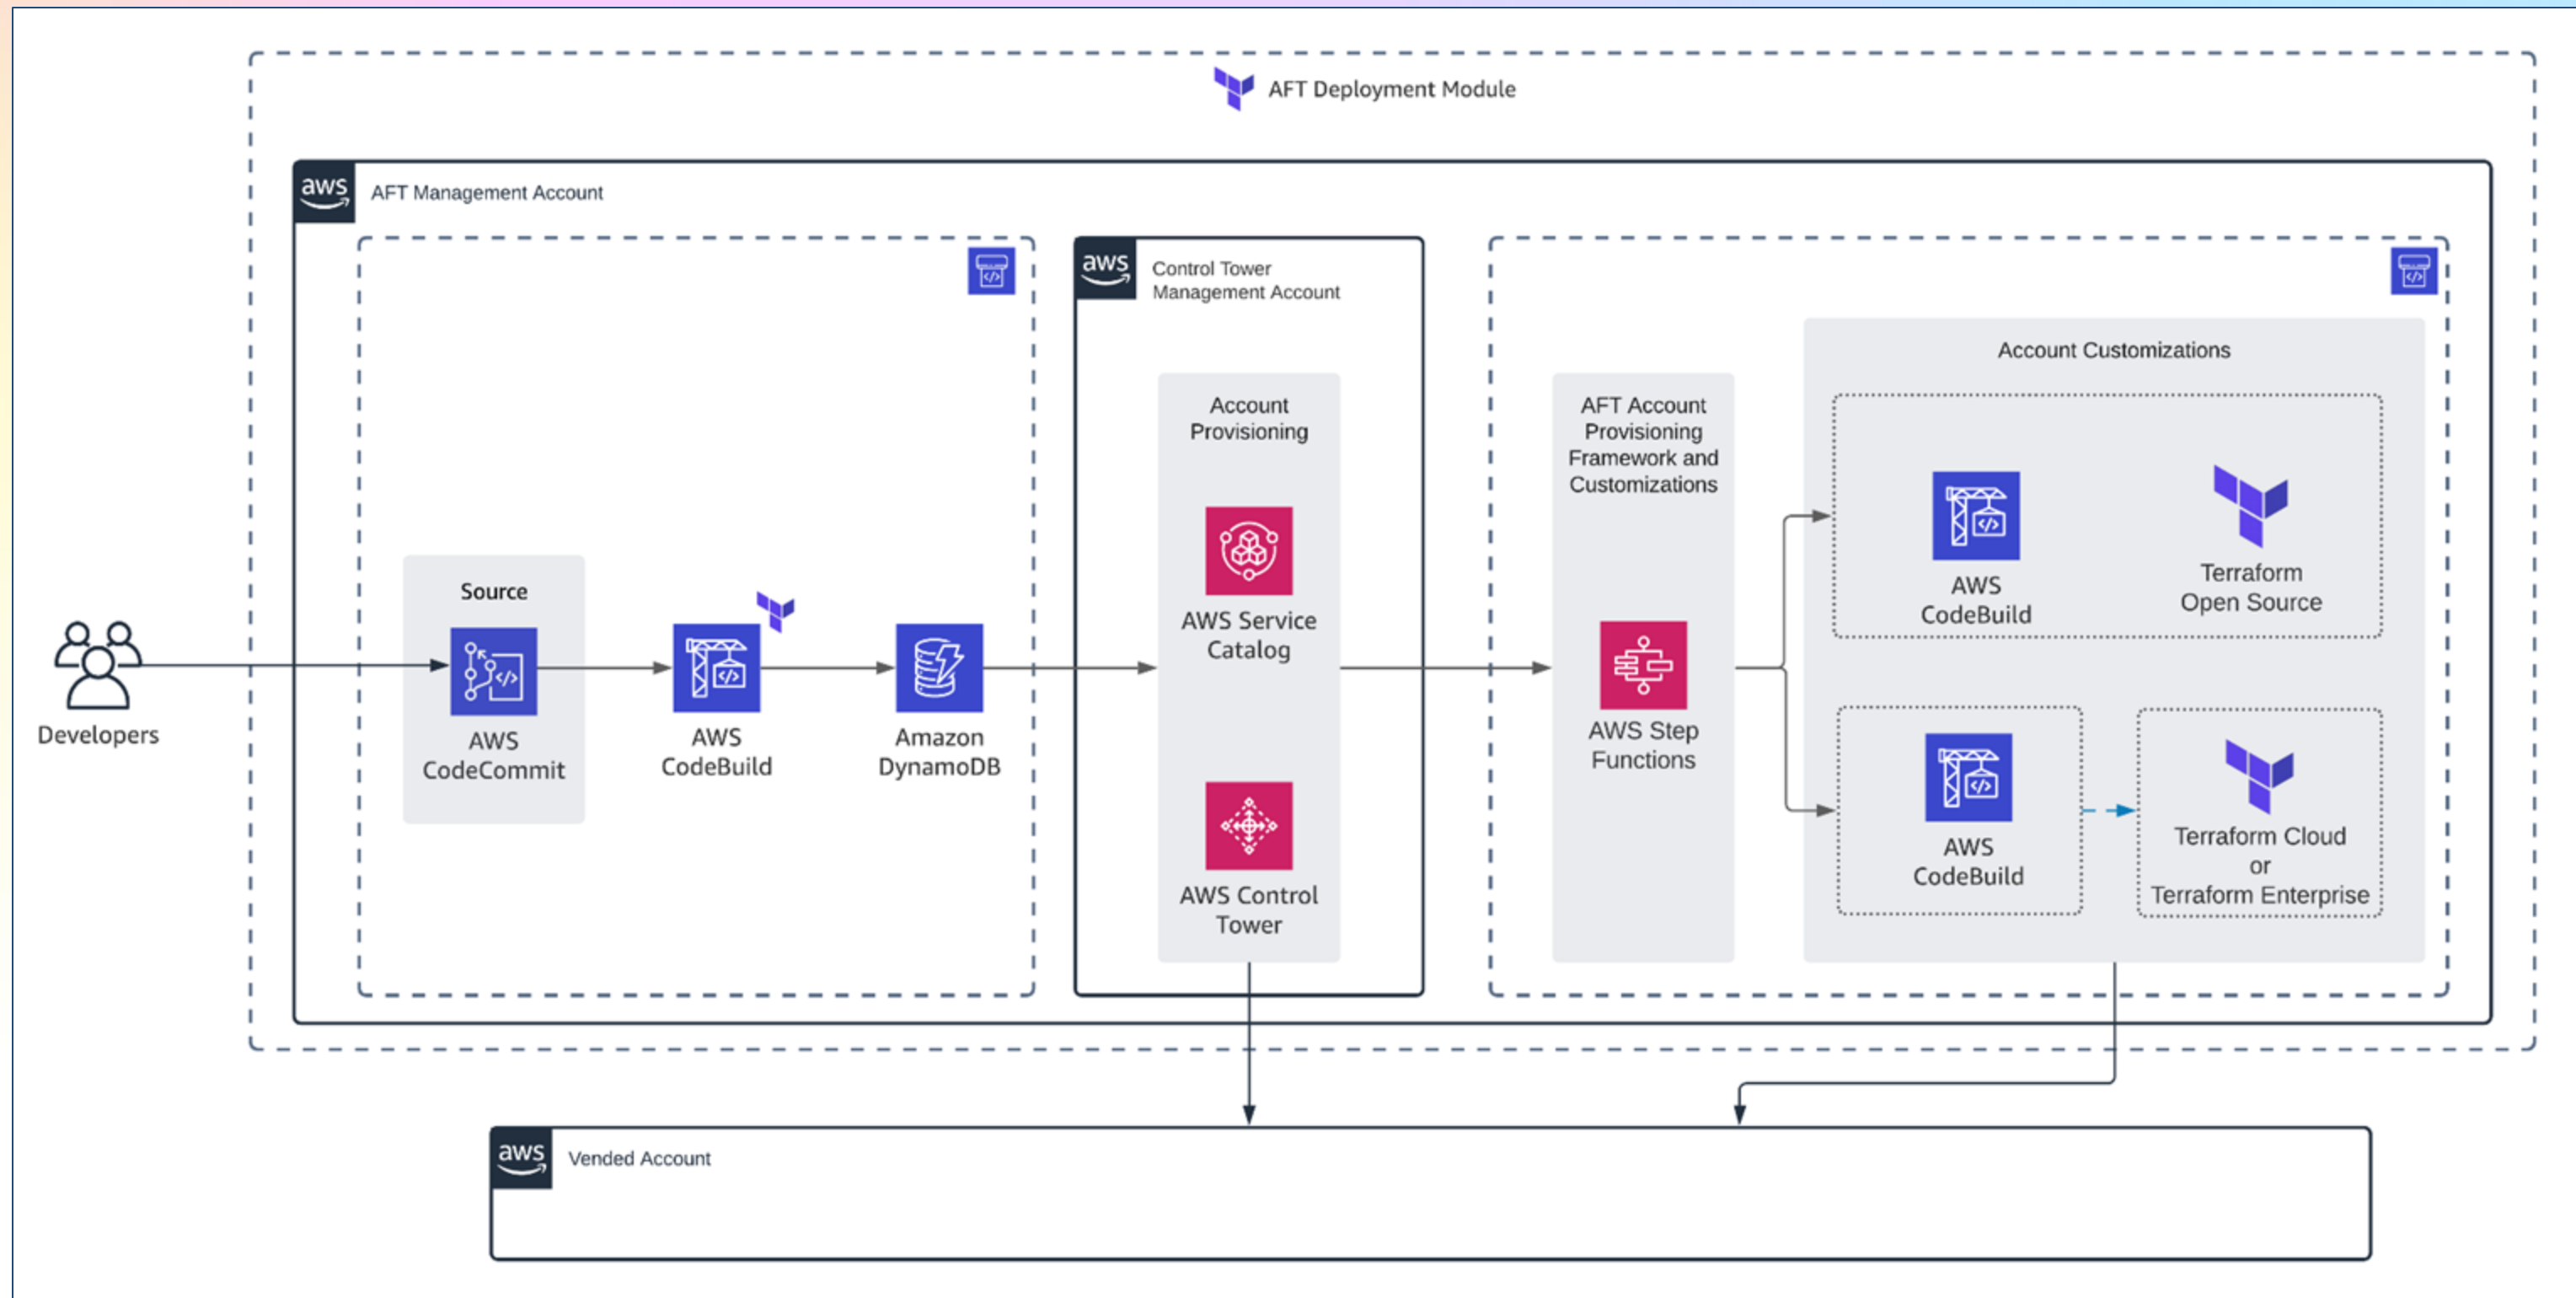 AFT Deployment Module
aws
AFT Management Account
aws
Control Tower
Management Account
Account Customizations
Account
Provisioning
AFT Account
Provisioning
Framework and
Customizations
Source
AWS
CodeCommit
AWS
CodeBuild
Amazon
DynamoDB
AWS Service
Catalog
AWS Control
Tower
AWS Step
Functions
AWS
CodeBuild
Terraform
Open Source
AWS
CodeBuild
Terraform Cloud
or
Terraform Enterprise
Developers
aws
Vended Account